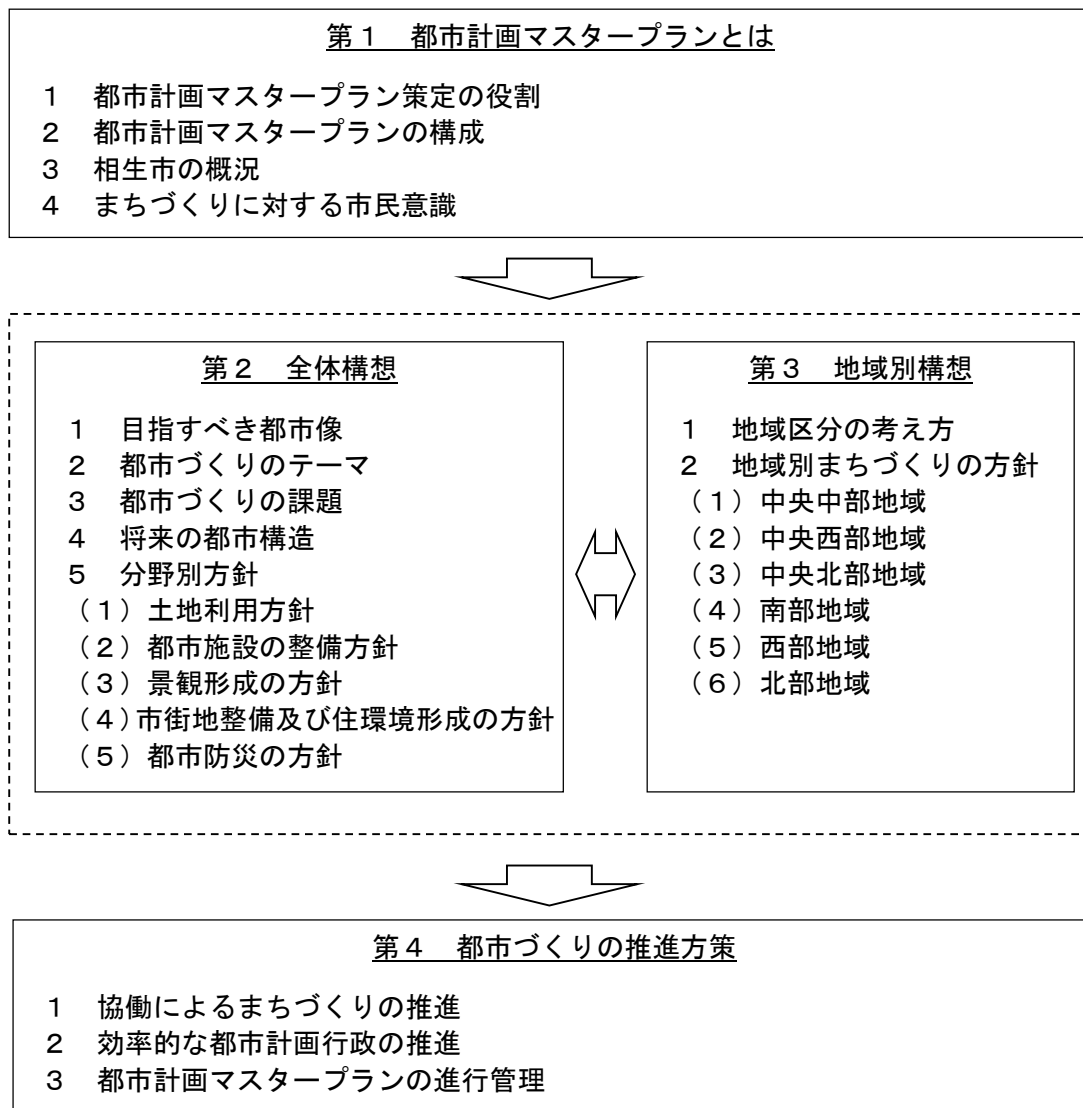 第１　都市計画マスタープランとは
１　都市計画マスタープラン策定の役割
２　都市計画マスタープランの構成
３　相生市の概況
４　まちづくりに対する市民意識
第２　全体構想
１　目指すべき都市像
２　都市づくりのテーマ
３　都市づくりの課題
４　将来の都市構造
５　分野別方針
（１）土地利用方針
（２）都市施設の整備方針
（３）景観形成の方針
（４）市街地整備及び住環境形成の方針
（５）都市防災の方針
第３　地域別構想
１　地域区分の考え方
２　地域別まちづくりの方針
（１）中央中部地域
（２）中央西部地域
（３）中央北部地域
（４）南部地域
（５）西部地域
（６）北部地域
第４　都市づくりの推進方策
１　協働によるまちづくりの推進
２　効率的な都市計画行政の推進
３　都市計画マスタープランの進行管理